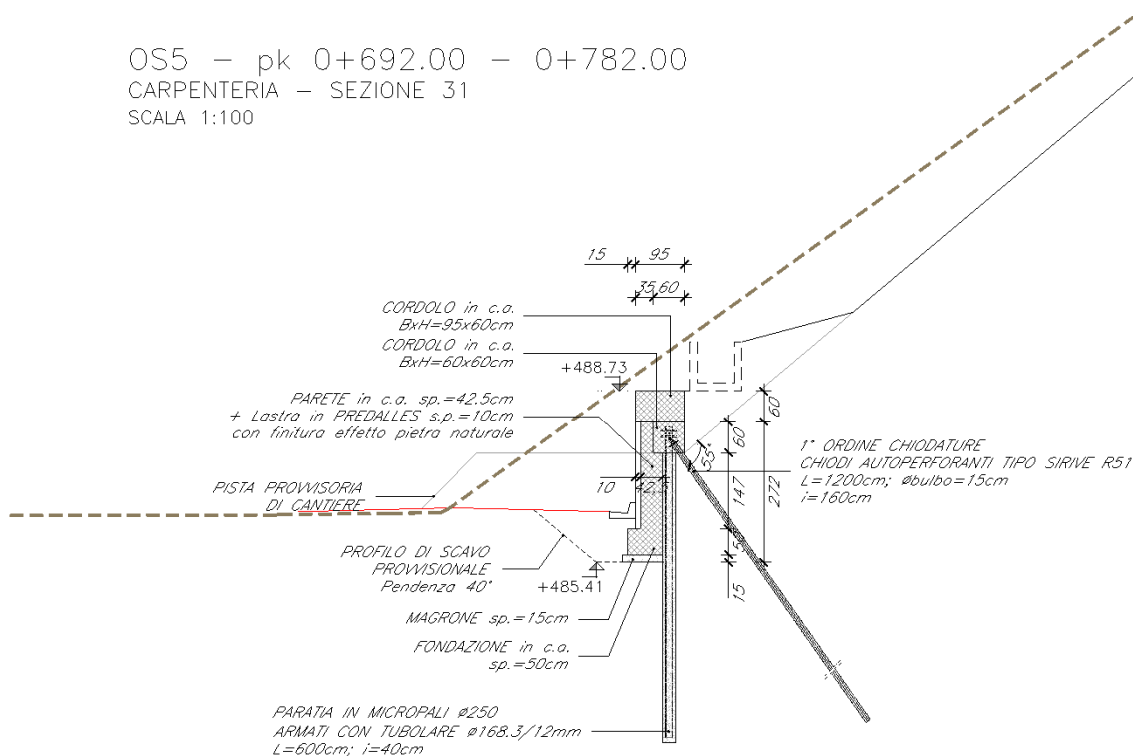 OS5 – pk 0+692.00 – 0+782.00
CARPENTERIA – SEZIONE 31
SCALA 1:100
15
95
35
60
CORDOLO in c.a.
BxH=95x60cm
CORDOLO in c.a.
BxH=60x60cm
+488.73
PARETE in c.a. sp.=42.5cm
+ Lastra in PREDALLES s.p.=10cm
con finitura effetto pietra naturale
60
60
55°
1° ORDINE CHIODATURE
CHIODI AUTOPERFORANTI TIPO SIRIVE R51
L=1200cm; øbulbo=15cm
i=160cm
PISTA PROVVISORIA
DI CANTIERE
10
42
147
272
50
15
PROFILO DI SCAVO
PROVVISIONALE
Pendenza 40°
+485.41
MAGRONE sp.=15cm
FONDAZIONE in c.a.
sp.=50cm
PARATIA IN MICROPALI ø250
ARMATI CON TUBOLARE ø168.3/12mm
L=600cm; i=40cm